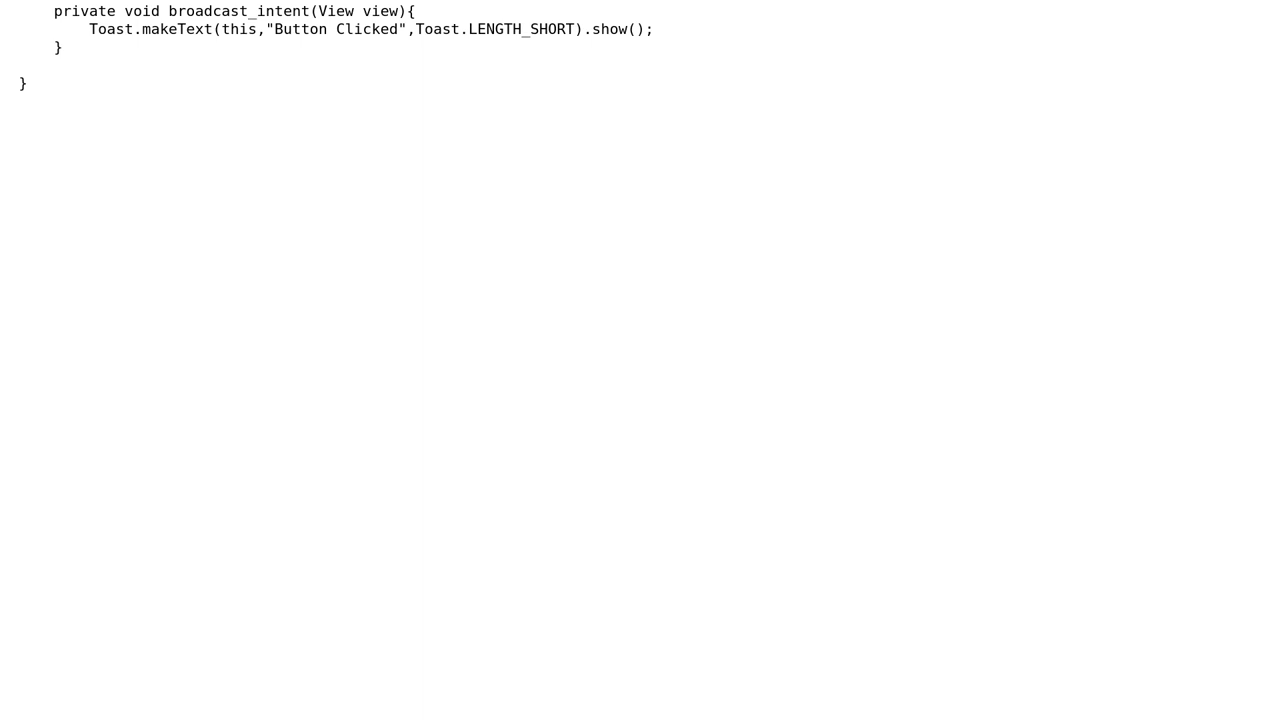 private void broadcast_intent(View view){
        Toast.makeText(this,"Button Clicked",Toast.LENGTH_SHORT).show();
    }

}